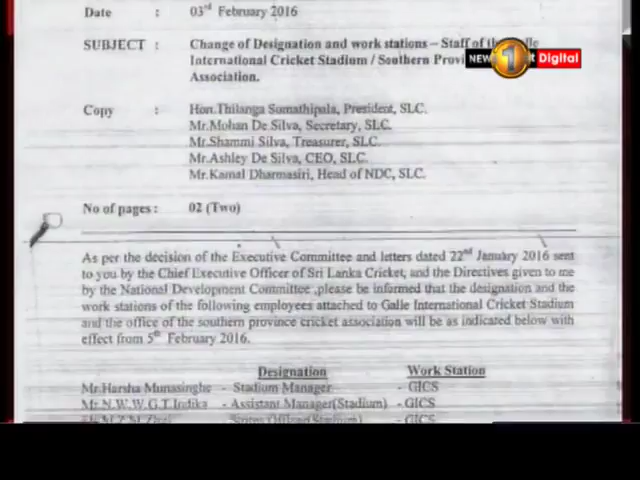 Date : 03rd February 2016
SUBJECT : Change of Designation and work stations – Staff of the Galle
International Cricket Stadium / Southern Provi
Association.
NEWS 1st Digital
Copy : Hon.Thilanga Sumathipala, President, SLC.
Mr.Mohan De Silva, Secretary, SLC.
Mr.Shammi Silva, Treasurer, SLC.
Mr.Ashley De Silva, CEO, SLC.
Mr.Kamal Dharmasiri, Head of NDC, SLC.
No of pages : 02 (Two)
As per the decision of the Executive Committee and letters dated 22nd January 2016 sent
to you by the Chief Executive Officer of Sri Lanka Cricket, and the Directives given to me
by the National Development Committee ,please be informed that the designation and the
work stations of the following employees attached to Galle International Cricket Stadium
and the office of the southern province cricket association will be as indicated below with
effect from 5th February 2016.
Designation Work Station
Mr.Harsha Munasinghe - Stadium Manager - GICS
Mr.N.W.W.G.T.Indika - Assistant Manager(Stadium) - GICS